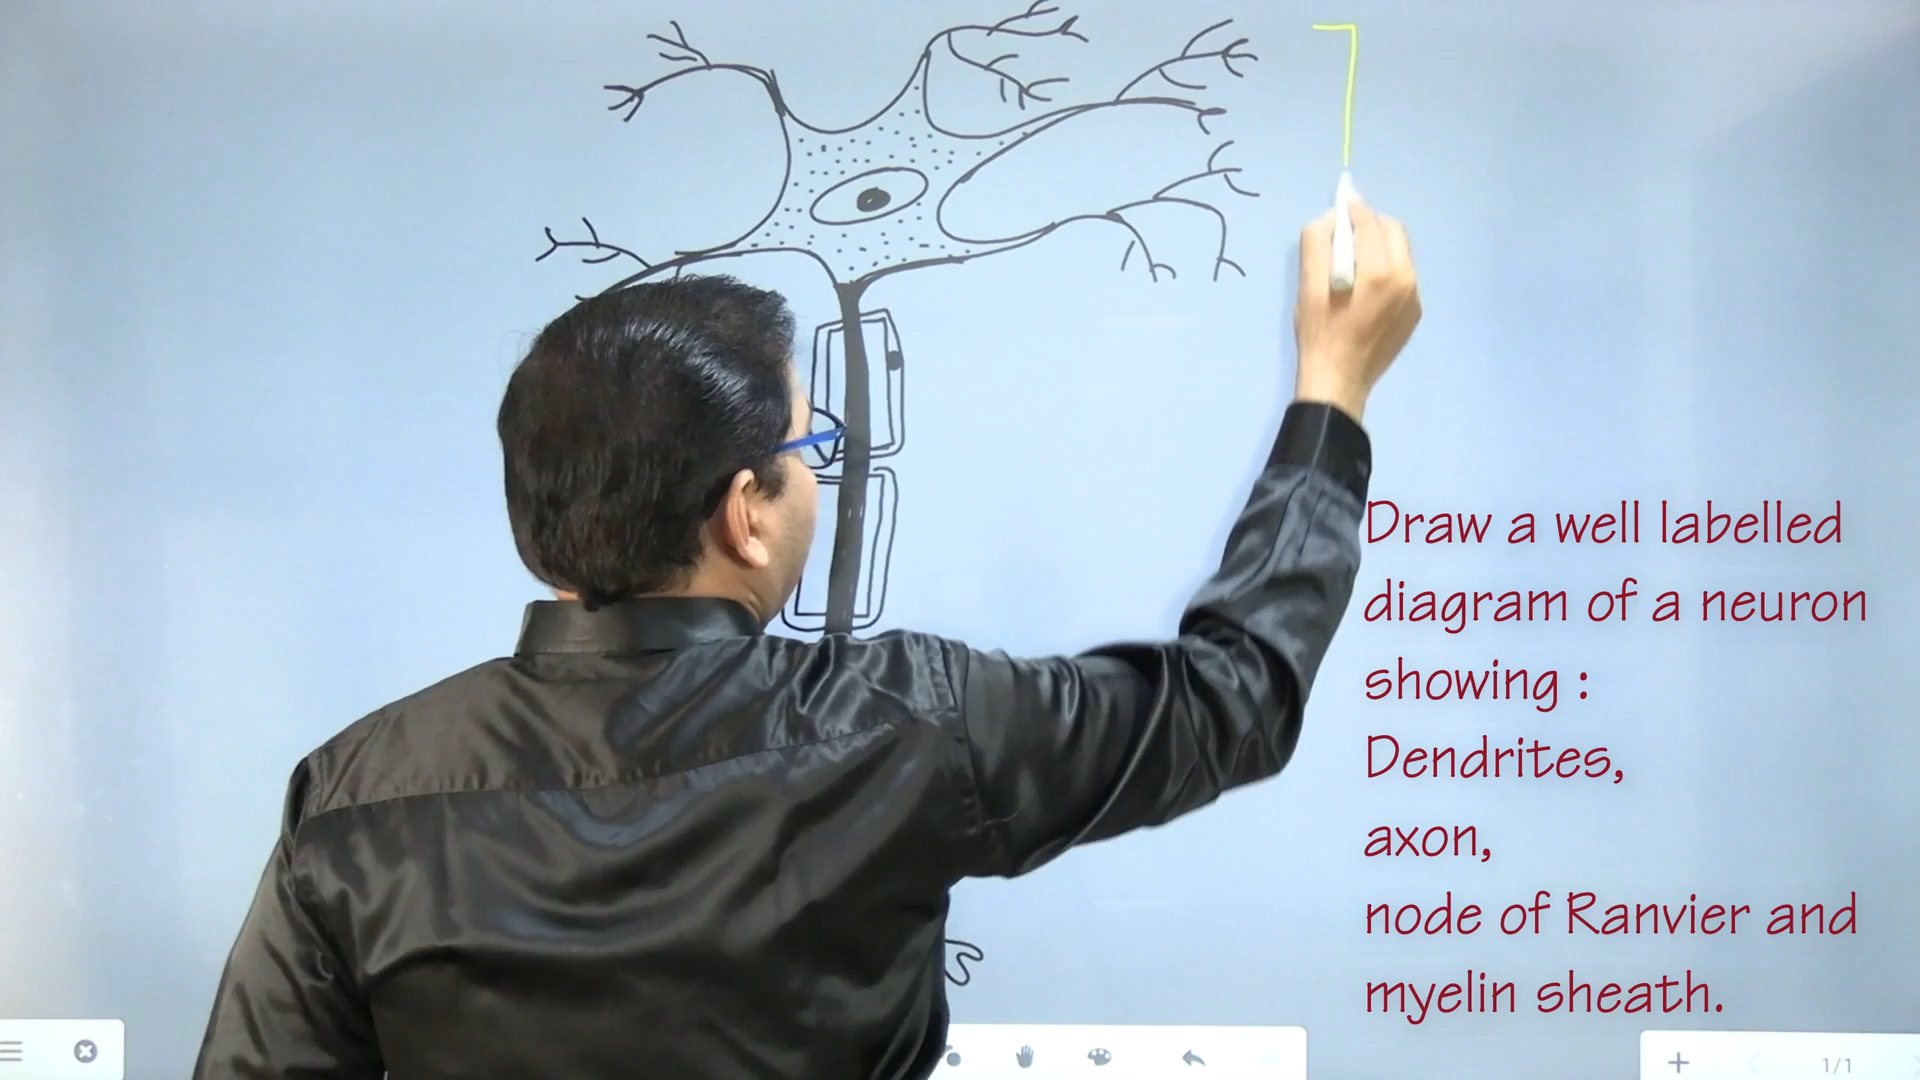 Draw a well labelled
diagram of a neuron
showing :
Dendrites,
axon,
node of Ranvier and
myelin sheath.
1/1